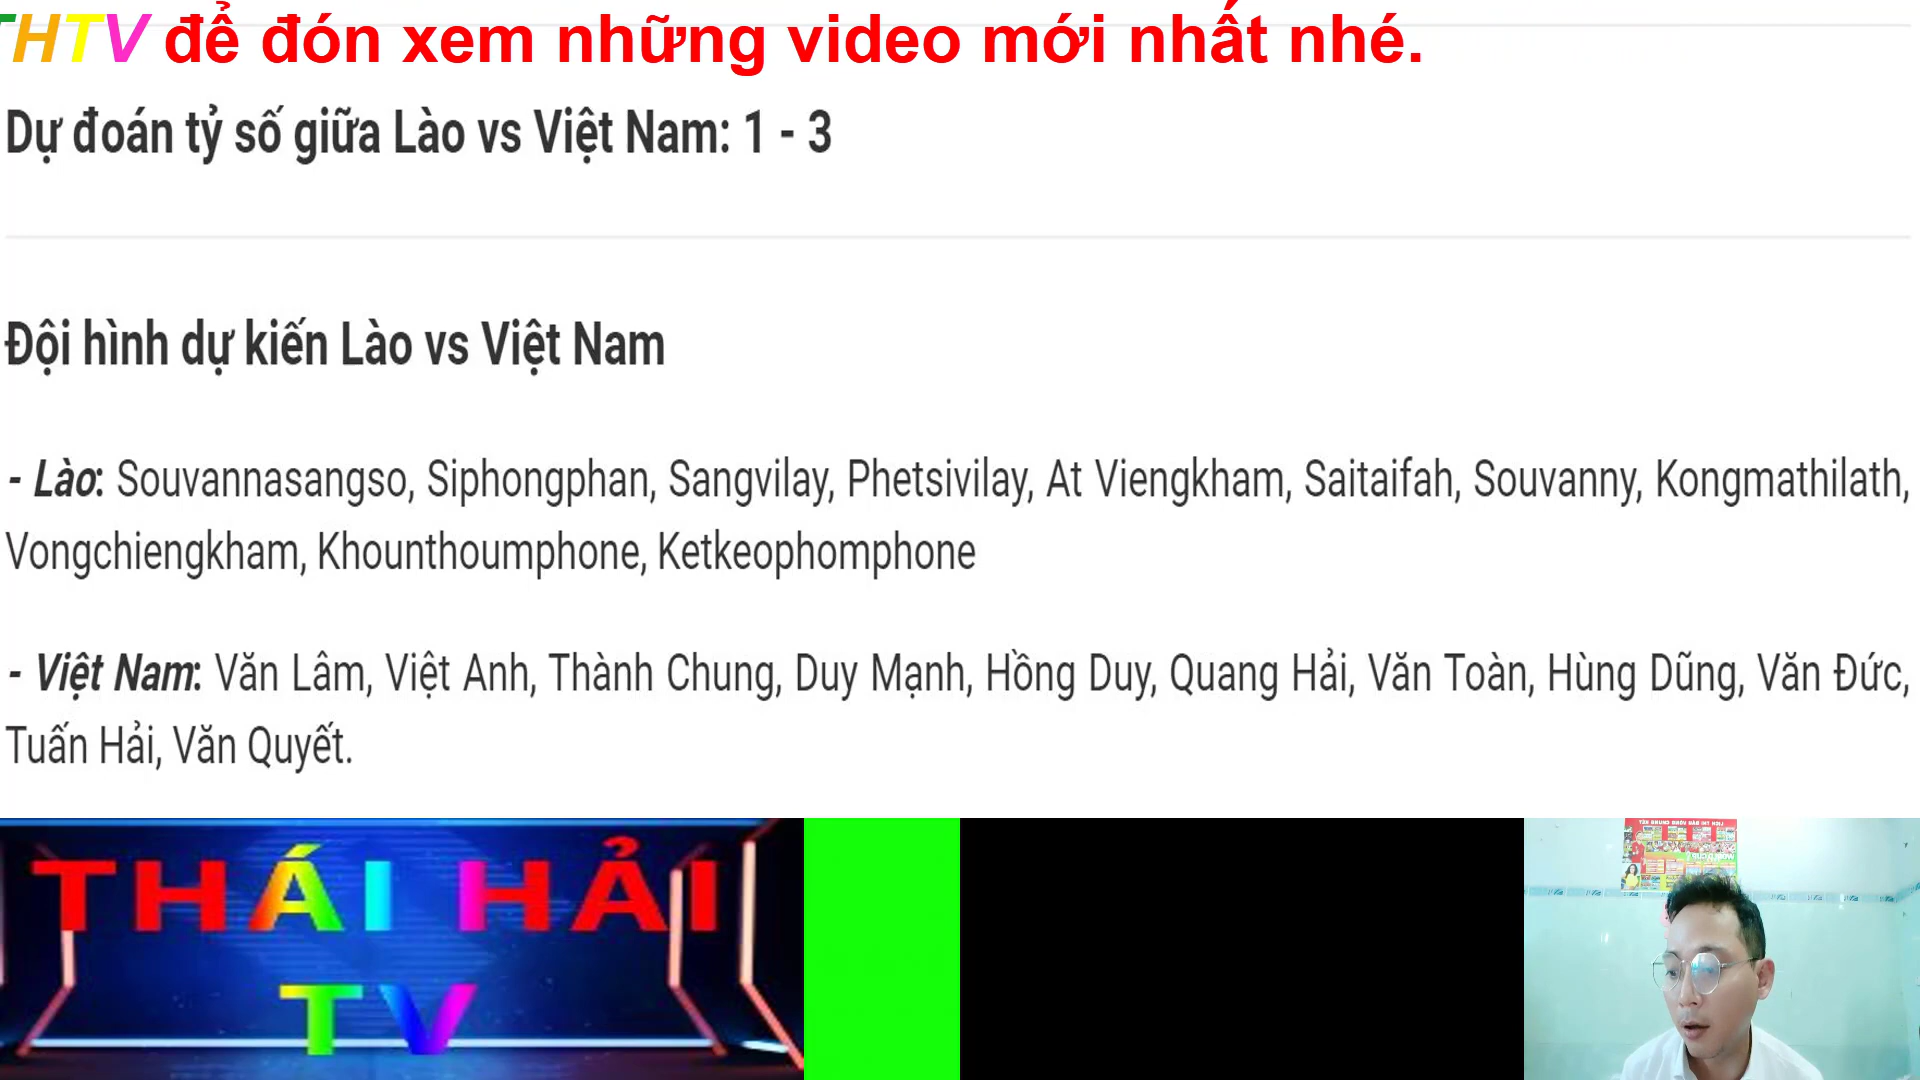 THTV để đón xem những video mới nhất nhé.
Dự đoán tỷ số giữa Lào vs Việt Nam: 1 - 3
Đội hình dự kiến Lào vs Việt Nam
- Lào: Souvannasangso, Siphongphan, Sangvilay, Phetsivilay, At Viengkham, Saitaifah, Souvanny, Kongmathilath,
Vongchiengkham, Khounthoumphone, Ketkeophomphone
- Việt Nam: Văn Lâm, Việt Anh, Thành Chung, Duy Mạnh, Hồng Duy, Quang Hải, Văn Toàn, Hùng Dũng, Văn Đức,
Tuấn Hải, Văn Quyết.
THÁI HẢI
TV